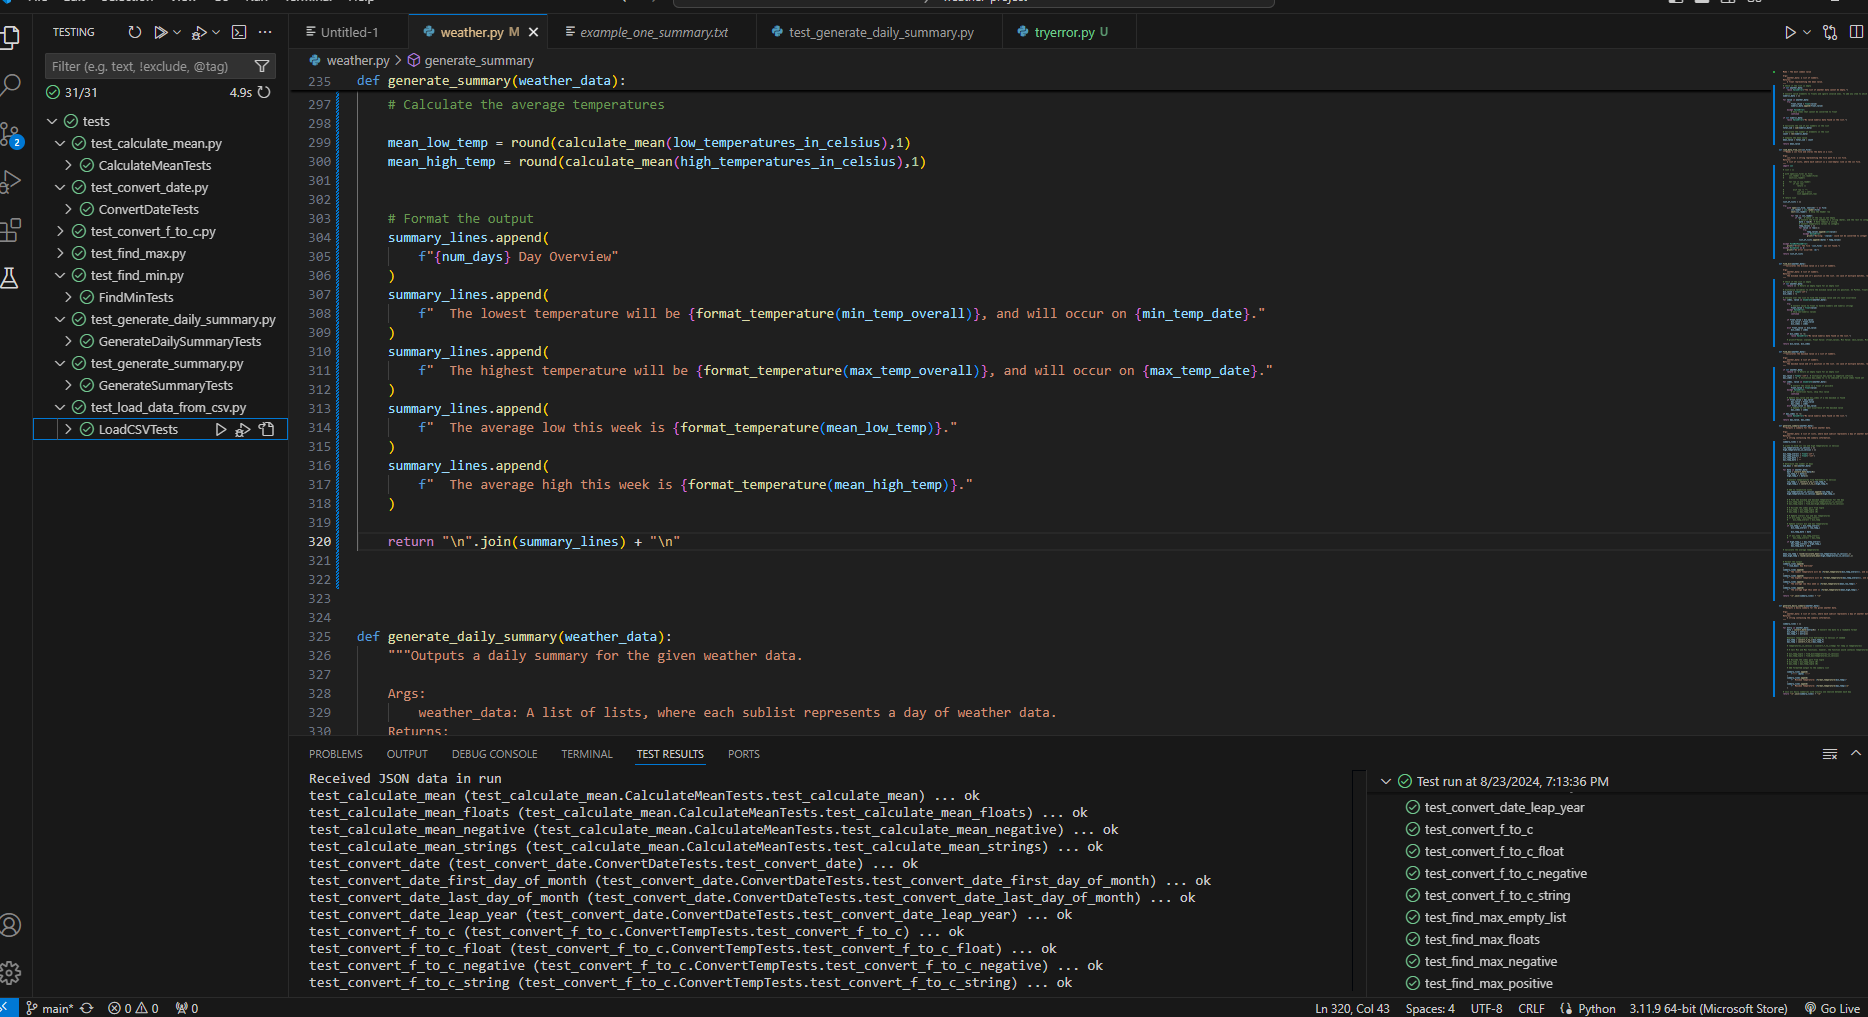 TESTING
Untitled-1
weather.py M
example_one_summary.txt
test_generate_daily_summary.py
tryerror.py U
Filter (e.g. text, !exclude, @tag)
weather.py > generate_summary
31/31 4.9s
tests
test_calculate_mean.py
CalculateMeanTests
test_convert_date.py
ConvertDateTests
test_convert_f_to_c.py
test_find_max.py
test_find_min.py
FindMinTests
test_generate_daily_summary.py
GenerateDailySummaryTests
test_generate_summary.py
GenerateSummaryTests
test_load_data_from_csv.py
LoadCSVTests
2
235 def generate_summary(weather_data):
297 # Calculate the average temperatures
298
299 mean_low_temp = round(calculate_mean(low_temperatures_in_celsius),1)
300 mean_high_temp = round(calculate_mean(high_temperatures_in_celsius),1)
301
302
303 # Format the output
304 summary_lines.append(
305 f"{num_days} Day Overview"
306 )
307 summary_lines.append(
308 f"  The lowest temperature will be {format_temperature(min_temp_overall)}, and will occur on {min_temp_date}."
309 )
310 summary_lines.append(
311 f"  The highest temperature will be {format_temperature(max_temp_overall)}, and will occur on {max_temp_date}."
312 )
313 summary_lines.append(
314 f"  The average low this week is {format_temperature(mean_low_temp)}."
315 )
316 summary_lines.append(
317 f"  The average high this week is {format_temperature(mean_high_temp)}."
318 )
319
320 return "\n".join(summary_lines) + "\n"
321
322
323
324
325 def generate_daily_summary(weather_data):
326 """Outputs a daily summary for the given weather data.
327
328 Args:
329 weather_data: A list of lists, where each sublist represents a day of weather data.
330 Returns:
PROBLEMS OUTPUT DEBUG CONSOLE TERMINAL TEST RESULTS PORTS
Received JSON data in run
test_calculate_mean (test_calculate_mean.CalculateMeanTests.test_calculate_mean) ... ok
test_calculate_mean_floats (test_calculate_mean.CalculateMeanTests.test_calculate_mean_floats) ... ok
test_calculate_mean_negative (test_calculate_mean.CalculateMeanTests.test_calculate_mean_negative) ... ok
test_calculate_mean_strings (test_calculate_mean.CalculateMeanTests.test_calculate_mean_strings) ... ok
test_convert_date (test_convert_date.ConvertDateTests.test_convert_date) ... ok
test_convert_date_first_day_of_month (test_convert_date.ConvertDateTests.test_convert_date_first_day_of_month) ... ok
test_convert_date_last_day_of_month (test_convert_date.ConvertDateTests.test_convert_date_last_day_of_month) ... ok
test_convert_date_leap_year (test_convert_date.ConvertDateTests.test_convert_date_leap_year) ... ok
test_convert_f_to_c (test_convert_f_to_c.ConvertTempTests.test_convert_f_to_c) ... ok
test_convert_f_to_c_float (test_convert_f_to_c.ConvertTempTests.test_convert_f_to_c_float) ... ok
test_convert_f_to_c_negative (test_convert_f_to_c.ConvertTempTests.test_convert_f_to_c_negative) ... ok
test_convert_f_to_c_string (test_convert_f_to_c.ConvertTempTests.test_convert_f_to_c_string) ... ok
Test run at 8/23/2024, 7:13:36 PM
test_convert_date_leap_year
test_convert_f_to_c
test_convert_f_to_c_float
test_convert_f_to_c_negative
test_convert_f_to_c_string
test_find_max_empty_list
test_find_max_floats
test_find_max_negative
test_find_max_positive
main* 0 0 0
Ln 320, Col 43 Spaces: 4 UTF-8 CRLF Python 3.11.9 64-bit (Microsoft Store) Go Live